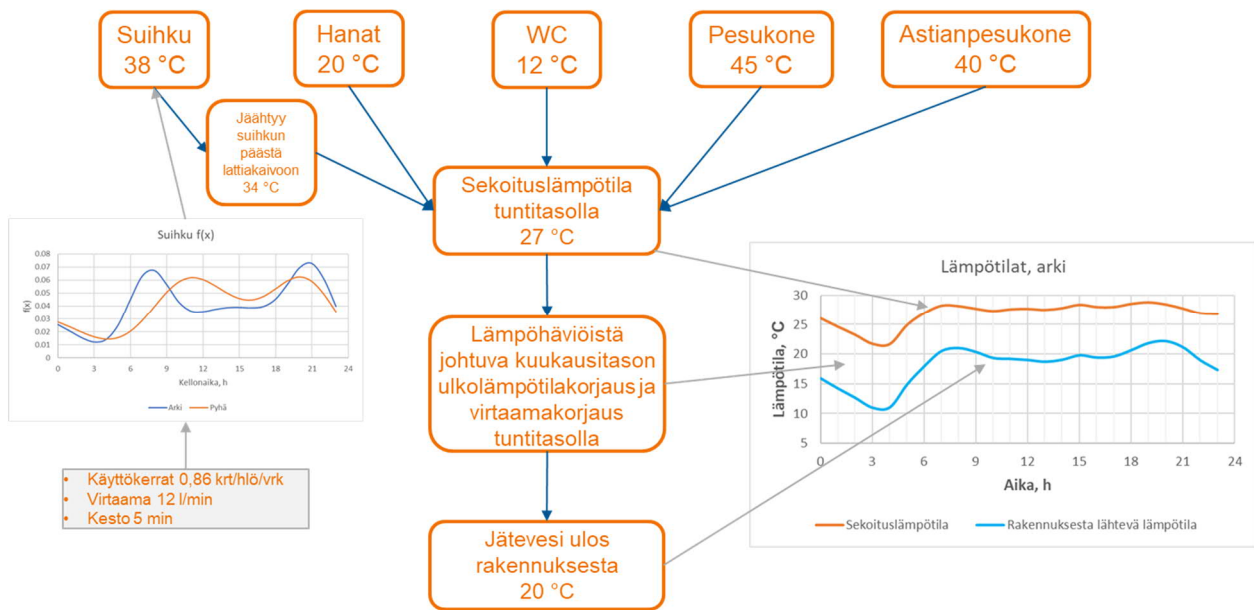 Suihku
38 °C
Hanat
20 °C
WC
12 °C
Pesukone
45 °C
Astianpesukone
40 °C
Jäähtyy
suihkun
päästä
lattiakaivoon
34 °C
Sekoituslämpötila
tuntitasolla
27 °C
Suihku f(x)
0.08
0.07
0.06
0.05
0.04
0.03
0.02
0.01
0
f(x)
0 3 6 9 12 15 18 21 24
Kellonaika, h
Arki Pyhä
Käyttökerrat 0,86 krt/hlö/vrk
Virtaama 12 l/min
Kesto 5 min
Lämpöhäviöistä
johtuva kuukausitason
ulkolämpötilakorjaus ja
virtaamakorjaus
tuntitasolla
Jätevesi ulos
rakennuksesta
20 °C
Lämpötilat, arki
30
25
20
15
10
5
Lämpötila, °C
0 3 6 9 12 15 18 21 24
Aika, h
Sekoituslämpötila Rakennuksesta lähtevä lämpötila